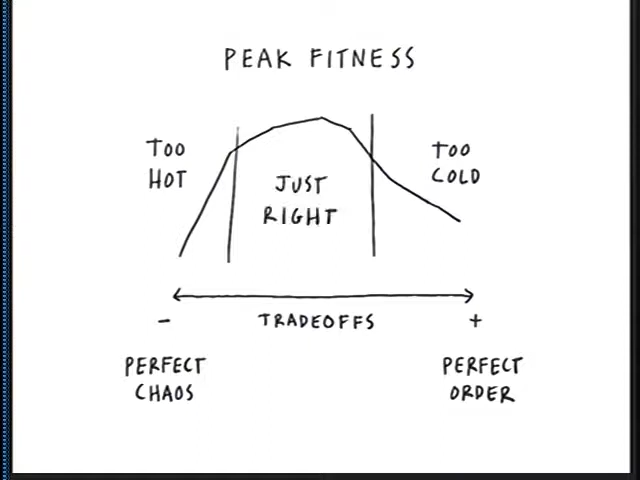 PEAK FITNESS
TOO
HOT
JUST
RIGHT
TOO
COLD
TRADEOFFS
-
+
PERFECT
CHAOS
PERFECT
ORDER